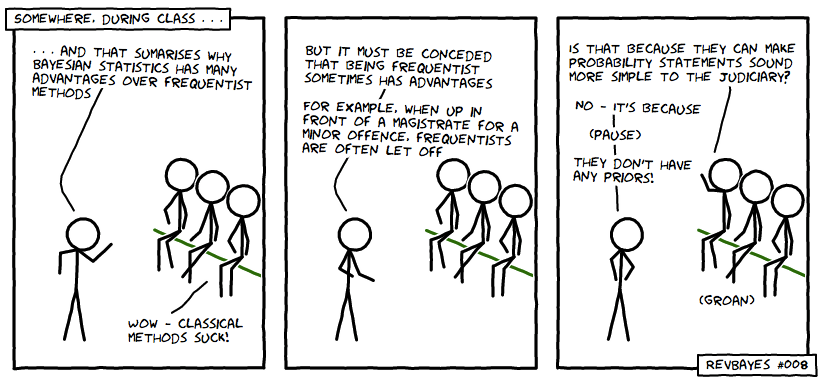 SOMEWHERE, DURING CLASS . . .
. . . AND THAT SUMARISES WHY
BAYESIAN STATISTICS HAS MANY
ADVANTAGES OVER FREQUENTIST
METHODS
WOW - CLASSICAL
METHODS SUCK!
BUT IT MUST BE CONCEDED
THAT BEING FREQUENTIST
SOMETIMES HAS ADVANTAGES
FOR EXAMPLE, WHEN UP IN
FRONT OF A MAGISTRATE FOR A
MINOR OFFENCE, FREQUENTISTS
ARE OFTEN LET OFF
IS THAT BECAUSE THEY CAN MAKE
PROBABILITY STATEMENTS SOUND
MORE SIMPLE TO THE JUDICIARY?
NO - IT'S BECAUSE
(PAUSE)
THEY DON'T HAVE
ANY PRIORS!
(GROAN)
REVBAYES #008